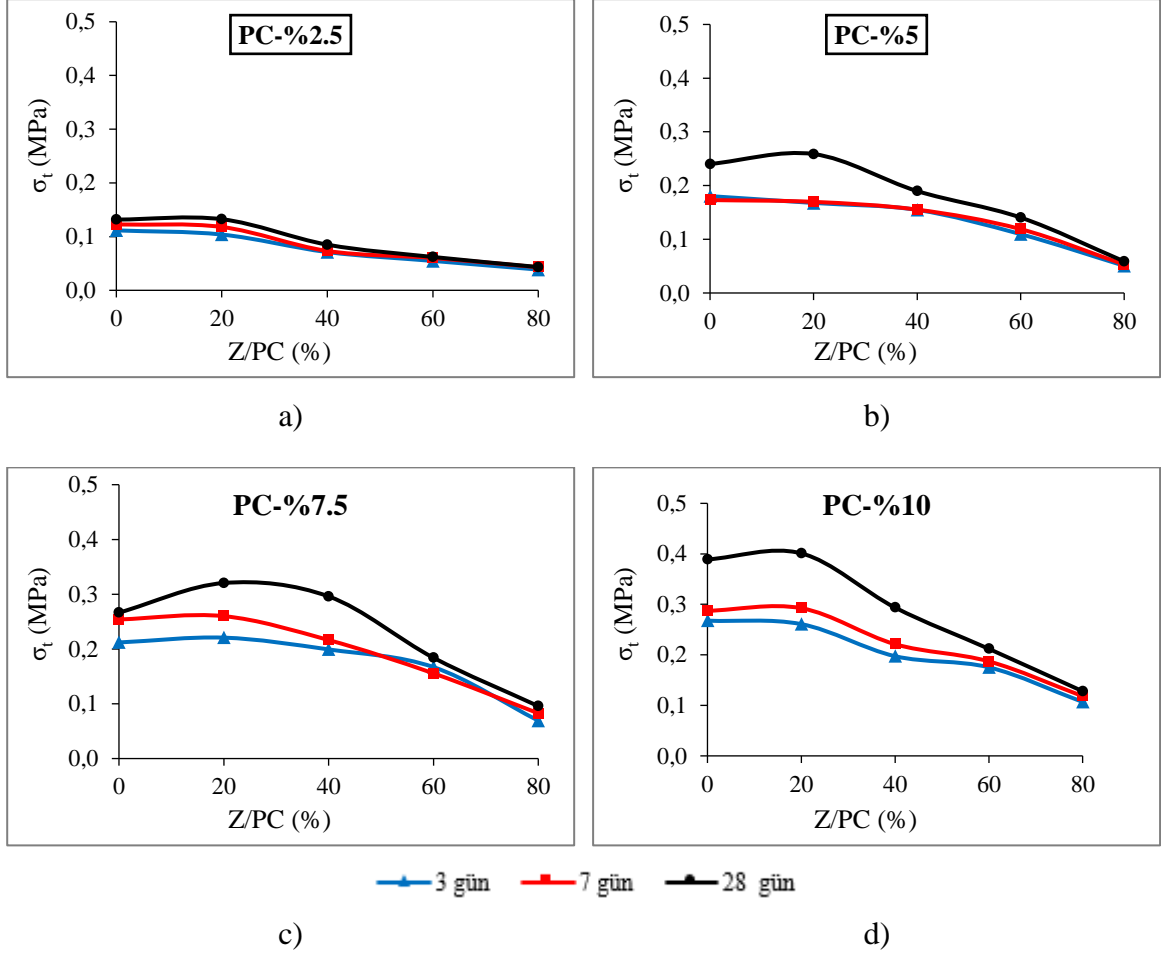 PC-%2.5
0,5
0,4
0,3
0,2
0,1
0,0
σt (MPa)
0 20 40 60 80
Z/PC (%)
a)
PC-%5
0,5
0,4
0,3
0,2
0,1
0,0
σt (MPa)
0 20 40 60 80
Z/PC (%)
b)
PC-%7.5
0,5
0,4
0,3
0,2
0,1
0,0
σt (MPa)
0 20 40 60 80
Z/PC (%)
PC-%10
0,5
0,4
0,3
0,2
0,1
0,0
σt (MPa)
0 20 40 60 80
Z/PC (%)
3 gün 7 gün 28 gün
c)
d)